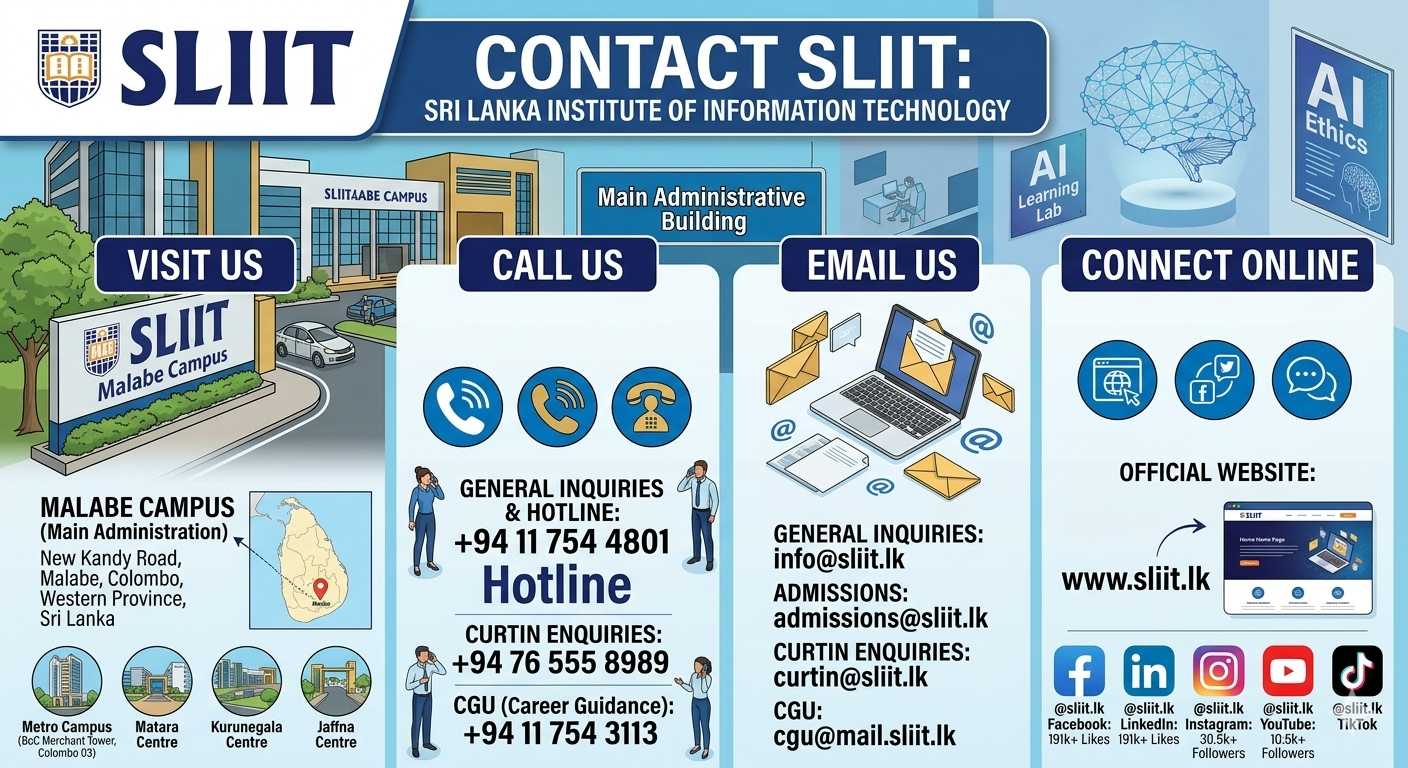 SLIIT
CONTACT SLIIT:
SRI LANKA INSTITUTE OF INFORMATION TECHNOLOGY
AI
Learning
Lab
AI
Ethics
SLIITAABE CAMPUS
Main Administrative
Building
VISIT US
SLIIT
Malabe Campus
MALABE CAMPUS
(Main Administration)
New Kandy Road,
Malabe, Colombo,
Western Province,
Sri Lanka
Metro Campus
(BoC Merchant Tower,
Colombo 03)
Matara
Centre
Kurunegala
Centre
Jaffna
Centre
CALL US
GENERAL INQUIRIES
& HOTLINE:
+94 11 754 4801
Hotline
CURTIN ENQUIRIES:
+94 76 555 8989
CGU (Career Guidance):
+94 11 754 3113
EMAIL US
@
@
@
@
GENERAL INQUIRIES:
info@sliit.lk
ADMISSIONS:
admissions@sliit.lk
CURTIN ENQUIRIES:
curtin@sliit.lk
CGU:
cgu@mail.sliit.lk
CONNECT ONLINE
OFFICIAL WEBSITE:
www.sliit.lk
SLIIT
Home Name Page
@sliit.lk
Facebook:
191k+ Likes
@sliit.lk
LinkedIn:
191k+ Likes
@sliit.lk
Instagram:
30.5k+
Followers
@sliit.lk
YouTube:
10.5k+
Followers
@sliit.lk
TikTok